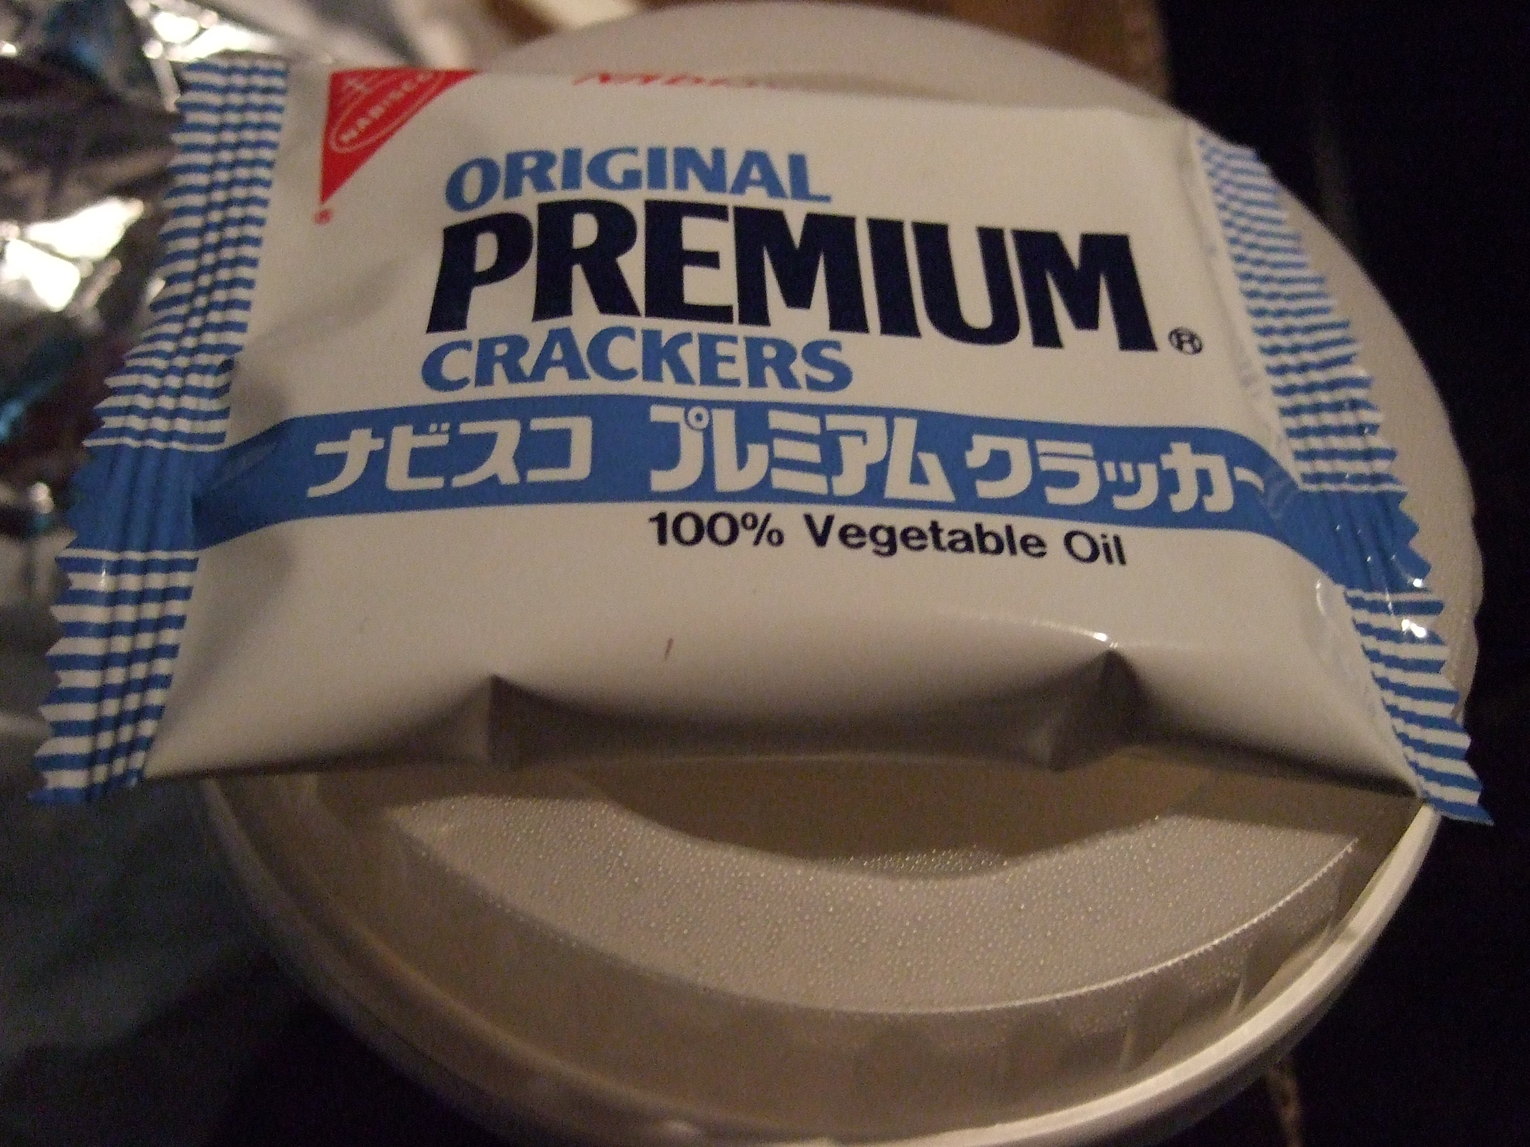 NABISCO
ORIGINAL
PREMIUM®
CRACKERS
ナビスコ プレミアム クラッカー
100% Vegetable Oil